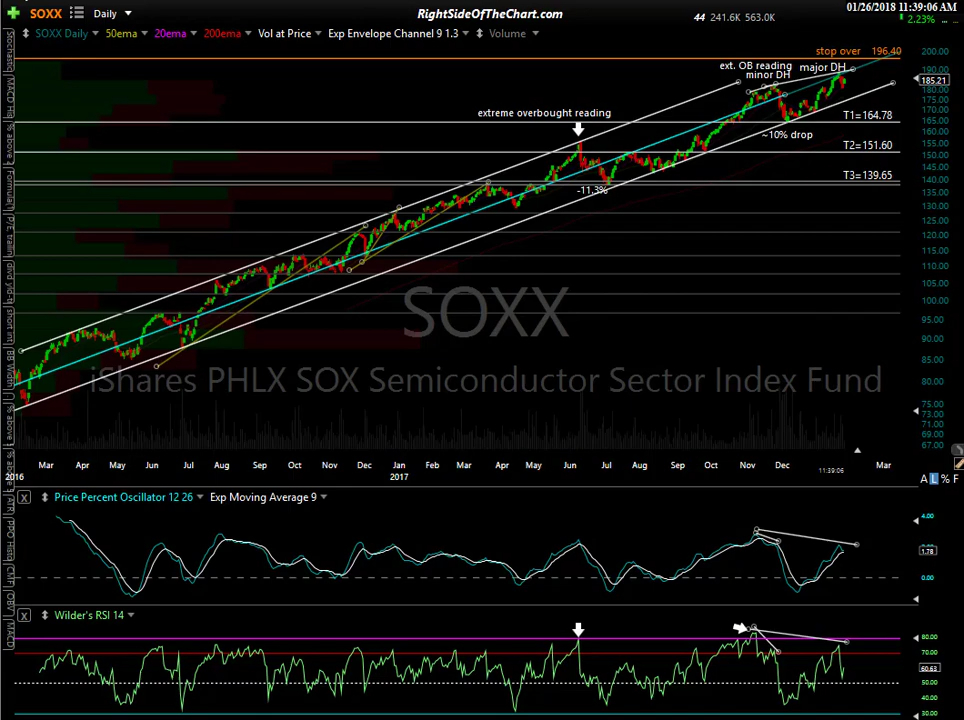 SOXX Daily
RightSideOfTheChart.com
44 241.6K 563.0K
01/26/2018 11:39:06 AM
2.23%
SOXX Daily 50ema 20ema 200ema Vol at Price Exp Envelope Channel 9 1.3 Volume
stop over 196.40
200.00
ext. OB reading
major DH
minor DH
190.00
185.21
180.00
175.00
170.00
extreme overbought reading
T1=164.78
165.00
160.00
~10% drop
155.00
T2=151.60
150.00
145.00
T3=139.65
140.00
-11.3%
135.00
130.00
125.00
120.00
115.00
110.00
105.00
100.00
SOXX
95.00
90.00
85.00
iShares PHLX SOX Semiconductor Sector Index Fund
80.00
75.00
73.00
71.00
69.00
67.00
Mar Apr May Jun Jul Aug Sep Oct Nov Dec Jan Feb Mar Apr May Jun Jul Aug Sep Oct Nov Dec 11:39:06 Mar
2016 2017
A L % F
X Price Percent Oscillator 12 26 Exp Moving Average 9
4.00
1.78
0.00
X Wilder's RSI 14
80.00
70.00
60.63
50.00
40.00
30.00